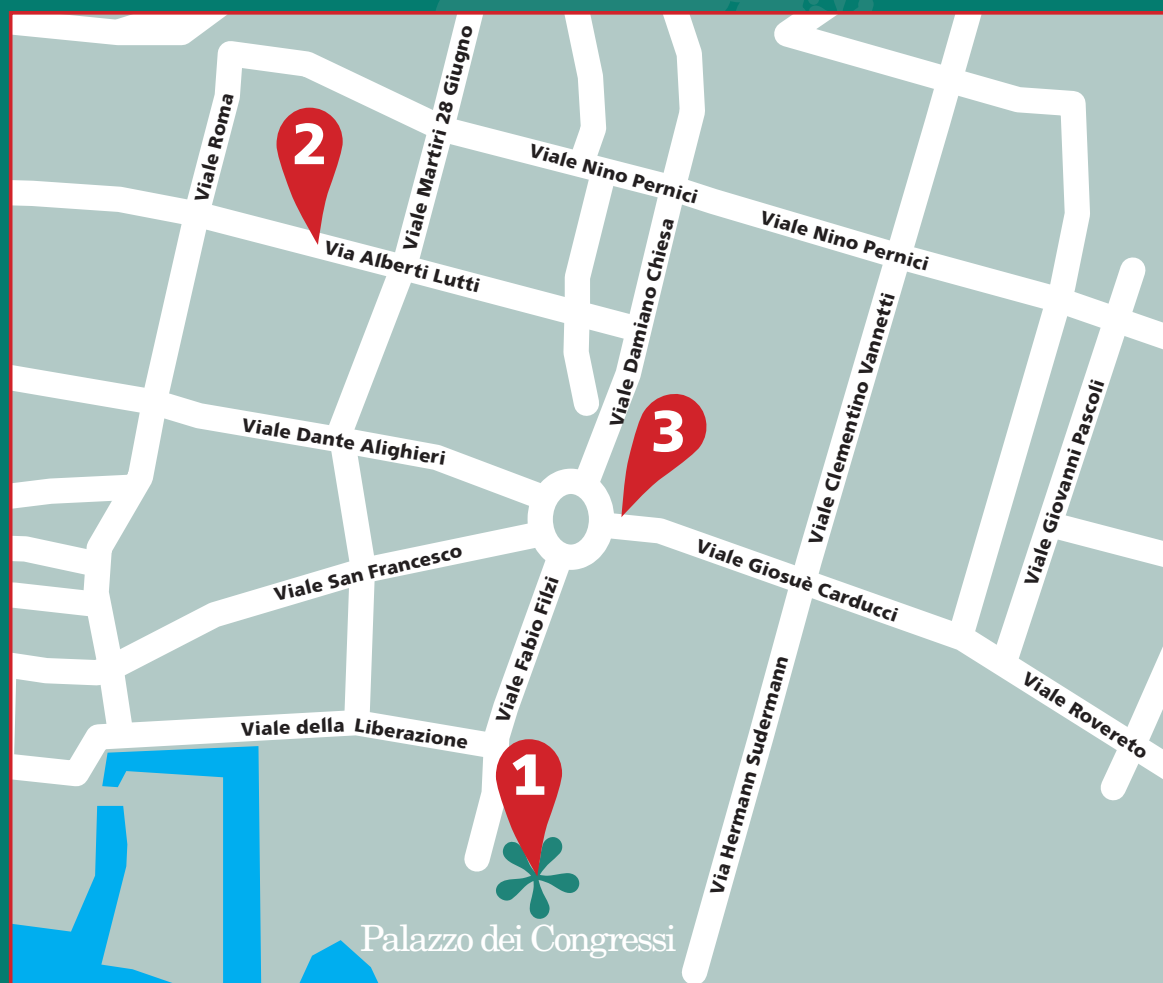 Viale Martiri 28 Giugno
Viale Roma
2
Viale Nino Pernici
Viale Nino Pernici
Via Alberti Lutti
Viale Damiano Chiesa
Viale Clementino Vannetti
Viale Giovanni Pascoli
3
Viale Dante Alighieri
Viale San Francesco
Viale Giosuè Carducci
Viale Fabio Filzi
Via Hermann Sudermann
Viale Rovereto
Viale della Liberazione
1
Palazzo dei Congressi